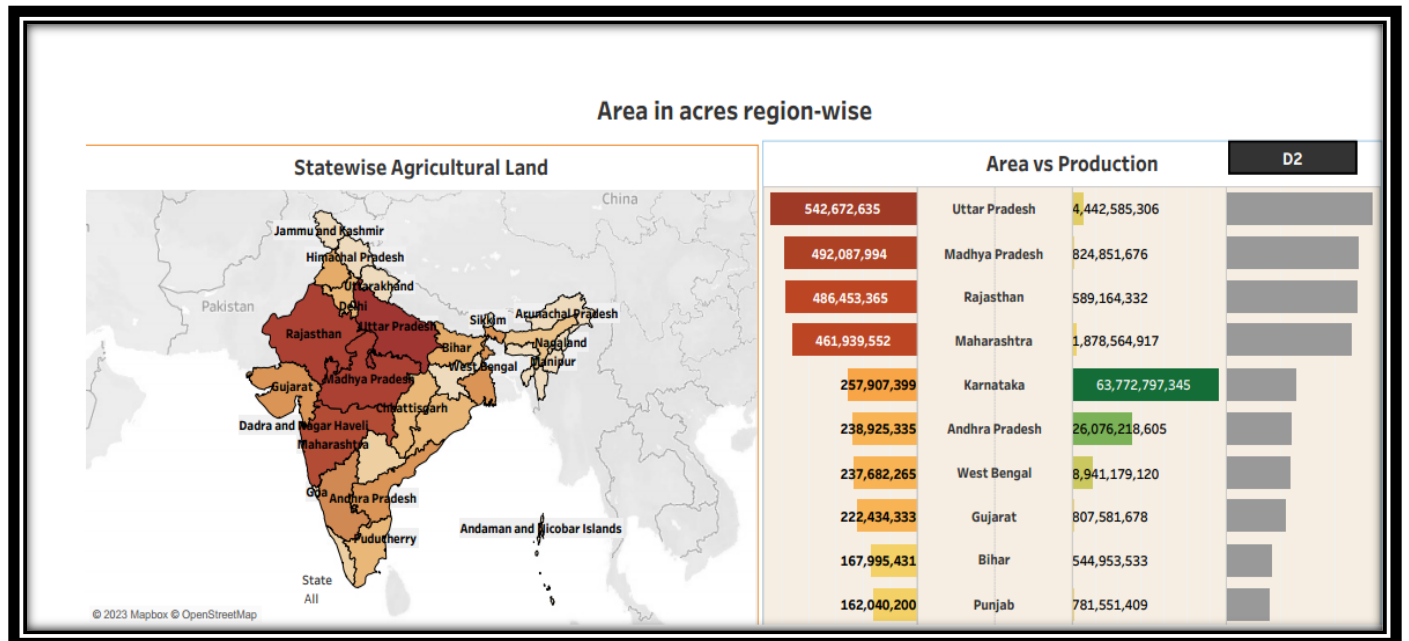 Area in acres region-wise
Statewise Agricultural Land
China
Jammu and Kashmir
Himachal Pradesh
Uttarakhand
Pakistan
Delhi
Rajasthan
Uttar Pradesh
Sikkim
Arunachal Pradesh
Nagaland
Bihar
Manipur
West Bengal
Gujarat
Madhya Pradesh
Chhattisgarh
Dadra and Nagar Haveli
Maharashtra
Goa
Andhra Pradesh
Puducherry
Andaman and Nicobar Islands
State
All
© 2023 Mapbox © OpenStreetMap
Area vs Production
D2
542,672,635 Uttar Pradesh 4,442,585,306
492,087,994 Madhya Pradesh 824,851,676
486,453,365 Rajasthan 589,164,332
461,939,552 Maharashtra 1,878,564,917
257,907,399 Karnataka 63,772,797,345
238,925,335 Andhra Pradesh 26,076,218,605
237,682,265 West Bengal 8,941,179,120
222,434,333 Gujarat 807,581,678
167,995,431 Bihar 544,953,533
162,040,200 Punjab 781,551,409